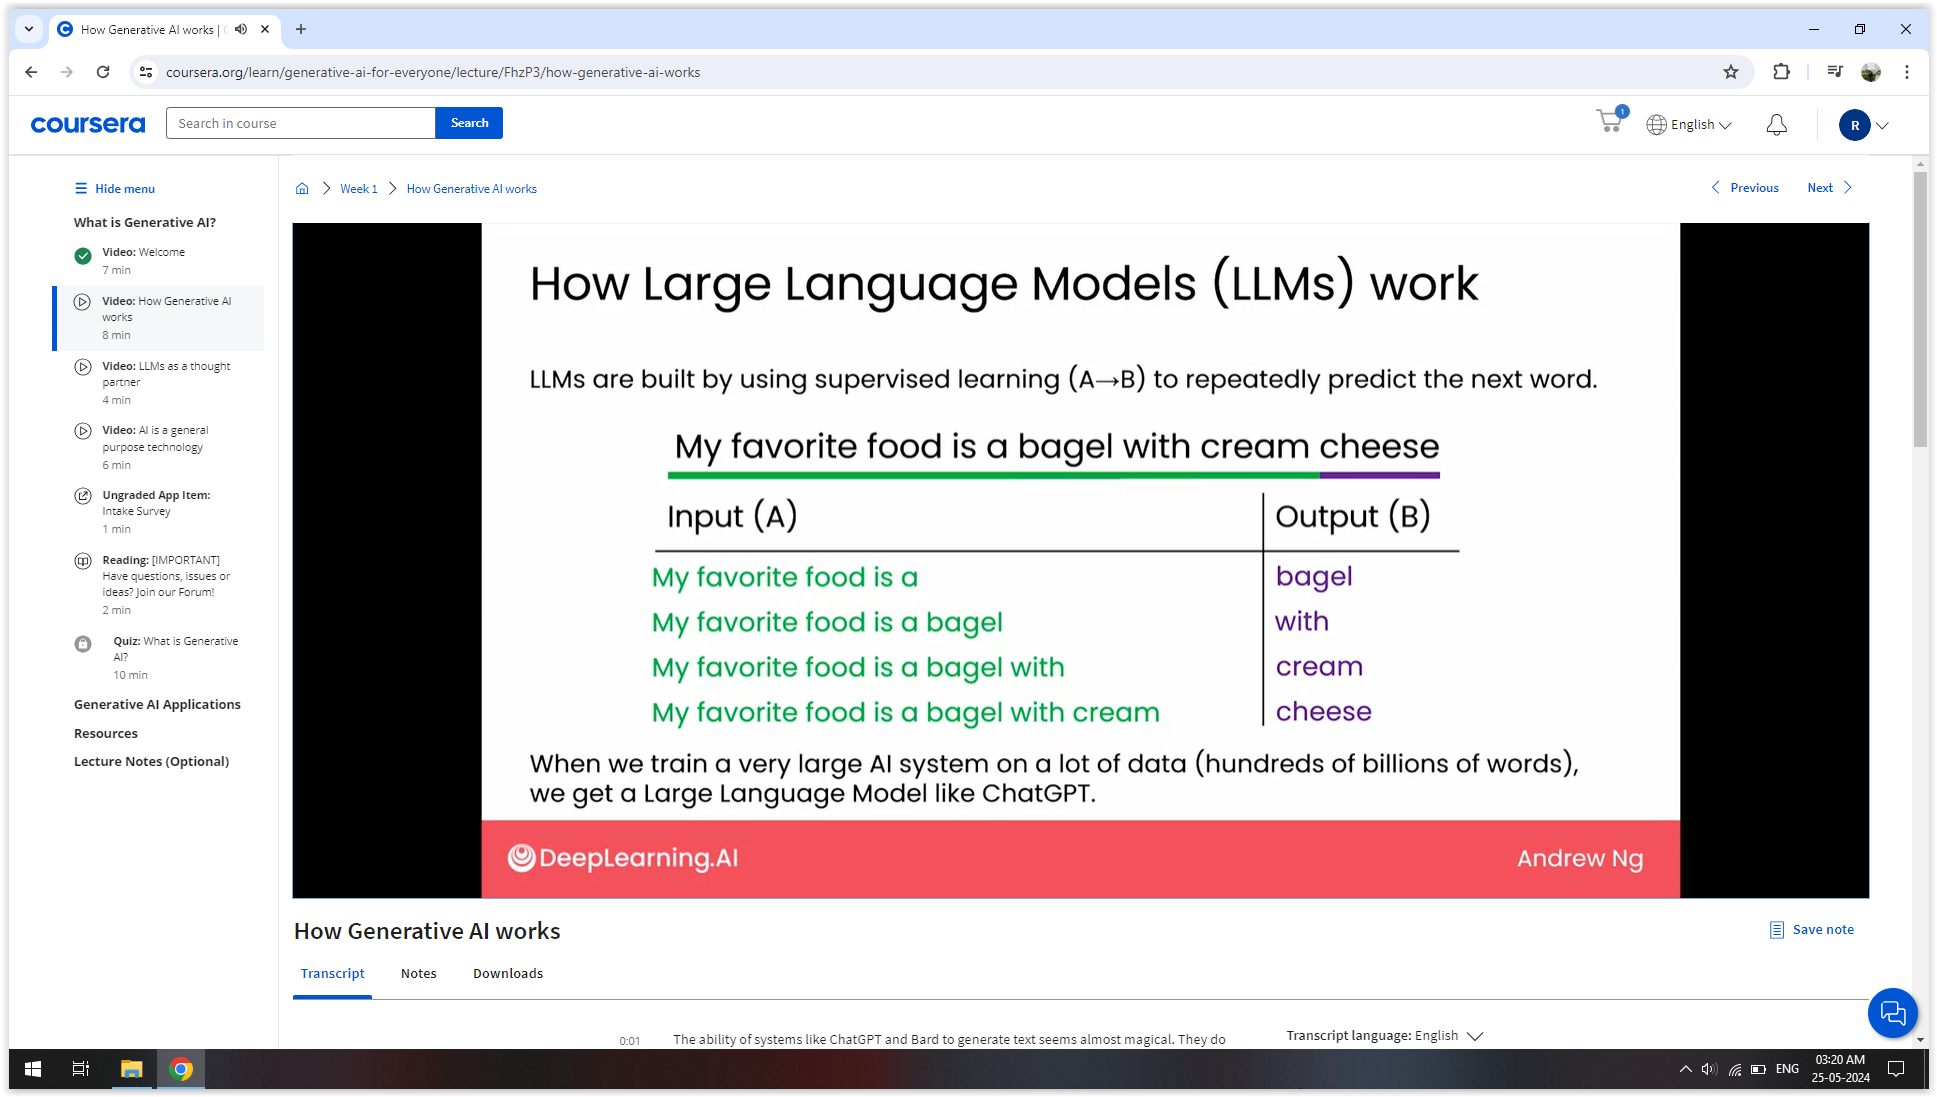 How Generative AI works |
coursera.org/learn/generative-ai-for-everyone/lecture/FhzP3/how-generative-ai-works
coursera
Search in course
Search
1
English
R
Hide menu
What is Generative AI?
Video: Welcome
7 min
Video: How Generative AI
works
8 min
Video: LLMs as a thought
partner
4 min
Video: AI is a general
purpose technology
6 min
Ungraded App Item:
Intake Survey
1 min
Reading: [IMPORTANT]
Have questions, issues or
ideas? Join our Forum!
2 min
Quiz: What is Generative
AI?
10 min
Generative AI Applications
Resources
Lecture Notes (Optional)
Week 1
How Generative AI works
Previous
Next
How Large Language Models (LLMs) work
LLMs are built by using supervised learning (A→B) to repeatedly predict the next word.
My favorite food is a bagel with cream cheese
Input (A) Output (B)
My favorite food is a bagel
My favorite food is a bagel with
My favorite food is a bagel with cream
My favorite food is a bagel with cream cheese
When we train a very large AI system on a lot of data (hundreds of billions of words),
we get a Large Language Model like ChatGPT.
DeepLearning.AI
Andrew Ng
How Generative AI works
Save note
Transcript Notes Downloads
0:01 The ability of systems like ChatGPT and Bard to generate text seems almost magical. They do
Transcript language: English
ENG
03:20 AM
25-05-2024